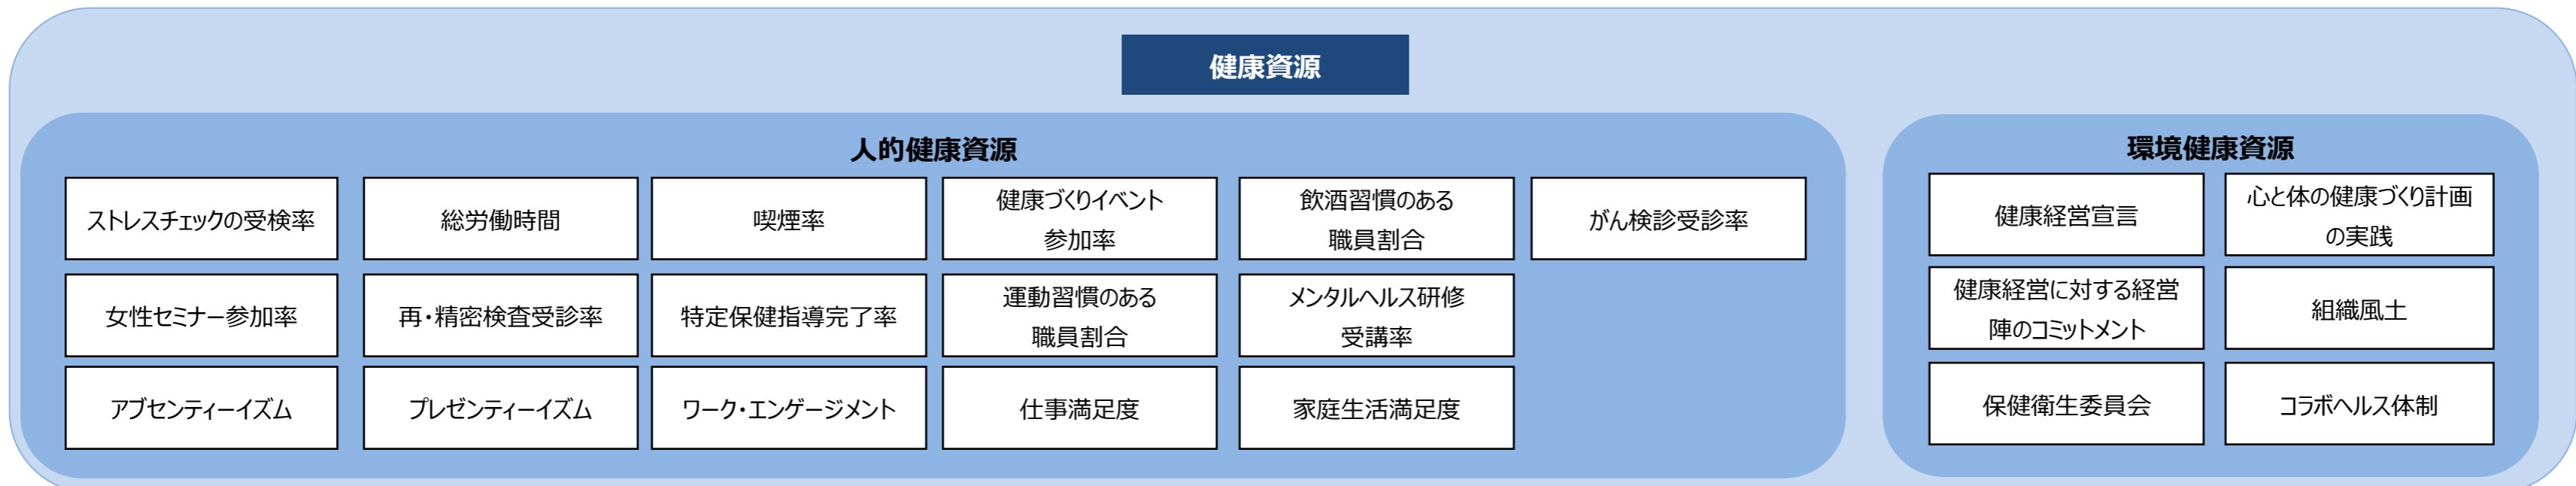 健康資源
人的健康資源
ストレスチェックの受検率
総労働時間
喫煙率
健康づくりイベント
参加率
飲酒習慣のある
職員割合
がん検診受診率
女性セミナー参加率
再・精密検査受診率
特定保健指導完了率
運動習慣のある
職員割合
メンタルヘルス研修
受講率
アブセンティーイズム
プレゼンティーイズム
ワーク・エンゲージメント
仕事満足度
家庭生活満足度
環境健康資源
健康経営宣言
心と体の健康づくり計画
の実践
健康経営に対する経営
陣のコミットメント
組織風土
保健衛生委員会
コラボヘルス体制